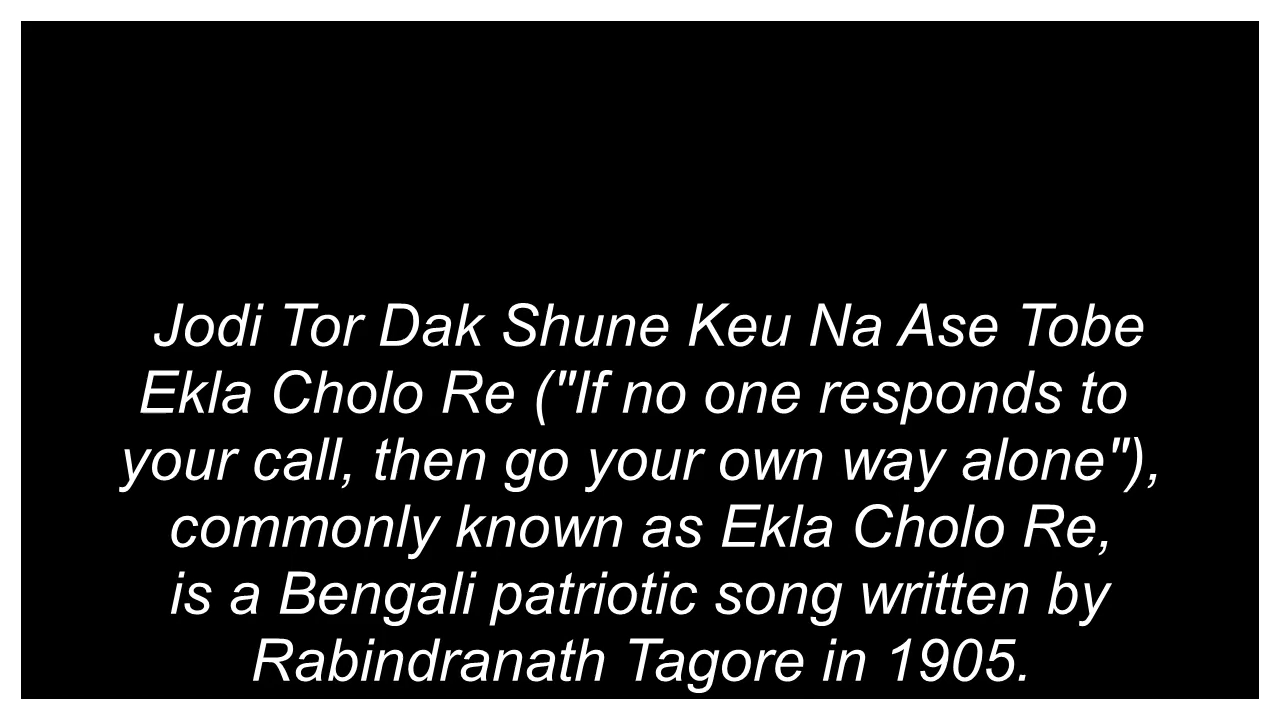 Jodi Tor Dak Shune Keu Na Ase Tobe
Ekla Cholo Re ("If no one responds to
your call, then go your own way alone"),
commonly known as Ekla Cholo Re,
is a Bengali patriotic song written by
Rabindranath Tagore in 1905.